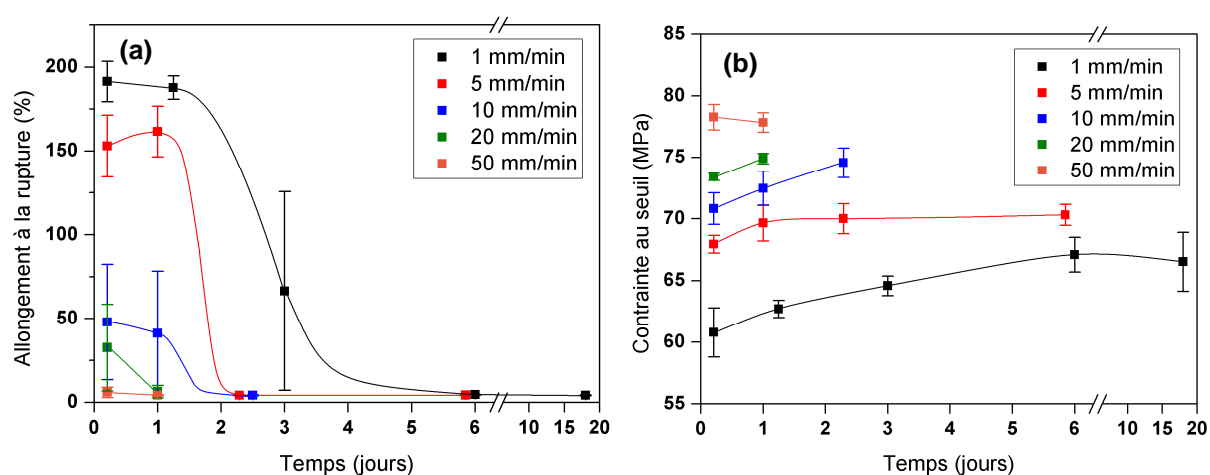 (a)
Allongement à la rupture (%)
200
150
100
50
0
1 mm/min
5 mm/min
10 mm/min
20 mm/min
50 mm/min
0 1 2 3 4 5 6 10 15 20
Temps (jours)
(b)
Contrainte au seuil (MPa)
85
80
75
70
65
60
55
1 mm/min
5 mm/min
10 mm/min
20 mm/min
50 mm/min
0 1 2 3 4 5 6 10 15 20
Temps (jours)